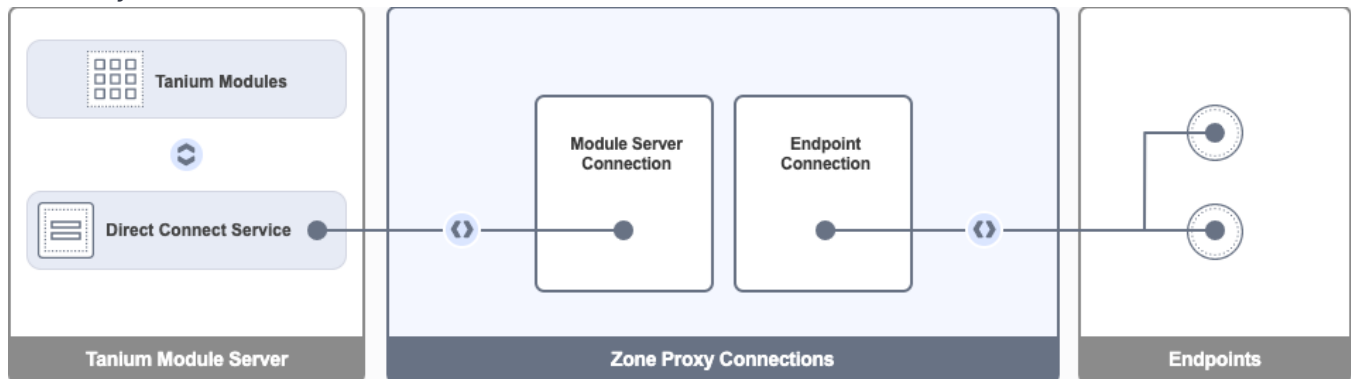 Tanium Modules
Direct Connect Service
Module Server
Connection
Endpoint
Connection
Tanium Module Server
Zone Proxy Connections
Endpoints